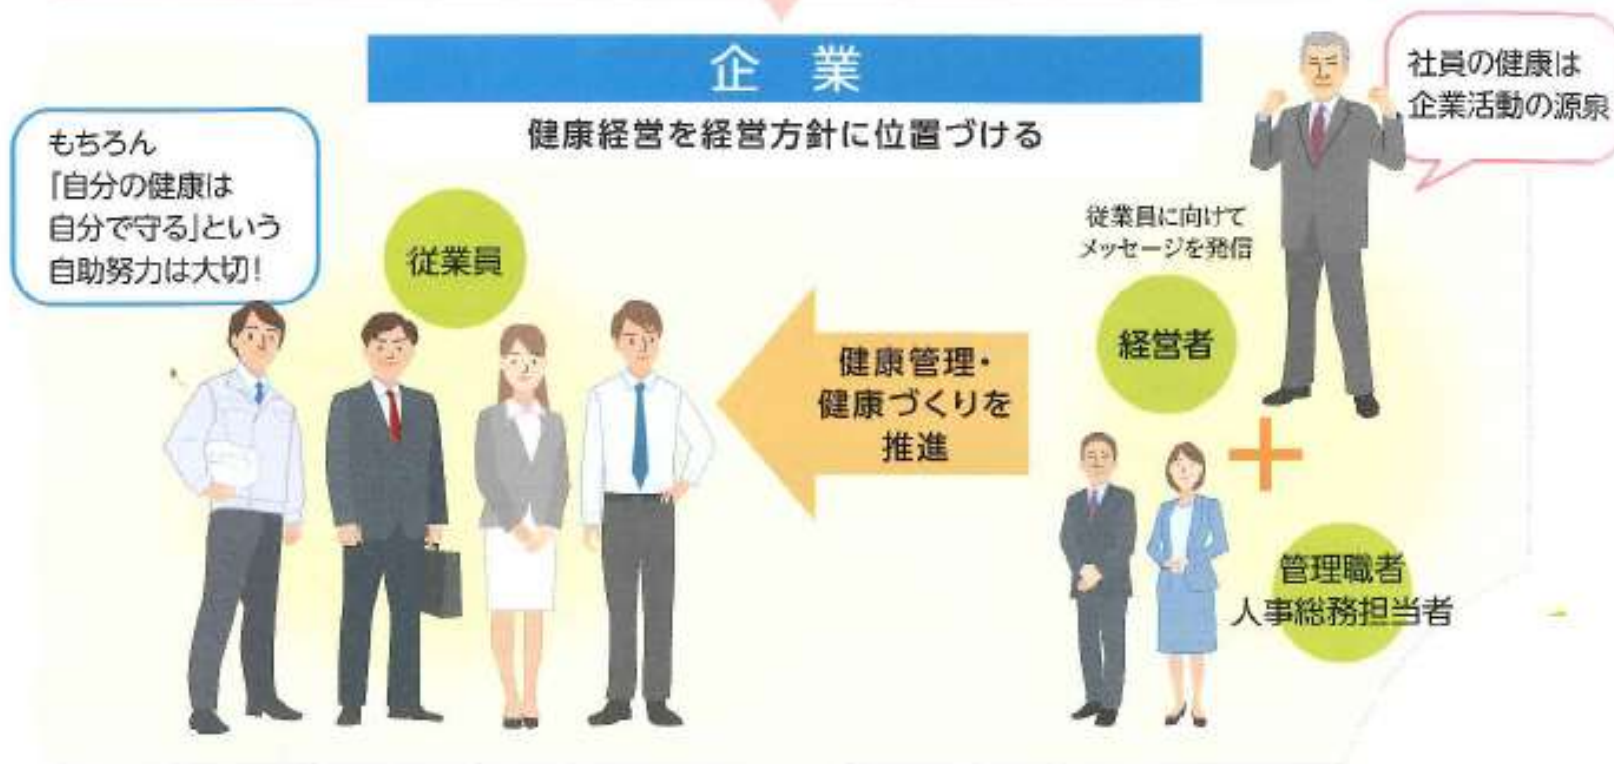 企業
健康経営を経営方針に位置づける
社員の健康は
企業活動の源泉
もちろん
「自分の健康は
自分で守る」という
自助努力は大切！
従業員
従業員に向けて
メッセージを発信
経営者
健康管理・
健康づくりを
推進
管理職者
人事総務担当者